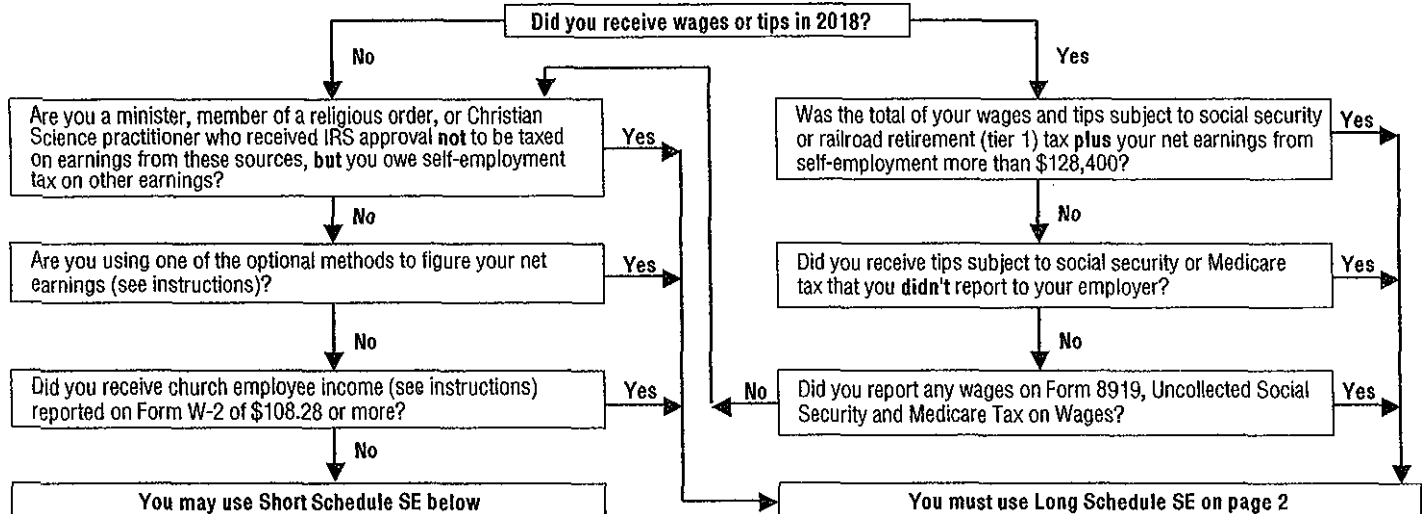 Did you receive wages or tips in 2018?
No
Yes
Are you a minister, member of a religious order, or Christian
Science practitioner who received IRS approval not to be taxed
on earnings from these sources, but you owe self-employment
tax on other earnings?
Yes
Was the total of your wages and tips subject to social security
or railroad retirement (tier 1) tax plus your net earnings from
self-employment more than $128,400?
Yes
No
No
Are you using one of the optional methods to figure your net
earnings (see instructions)?
Yes
Did you receive tips subject to social security or Medicare
tax that you didn't report to your employer?
Yes
No
No
Did you receive church employee income (see instructions)
reported on Form W-2 of $108.28 or more?
Yes
No
Did you report any wages on Form 8919, Uncollected Social
Security and Medicare Tax on Wages?
Yes
No
You may use Short Schedule SE below
You must use Long Schedule SE on page 2